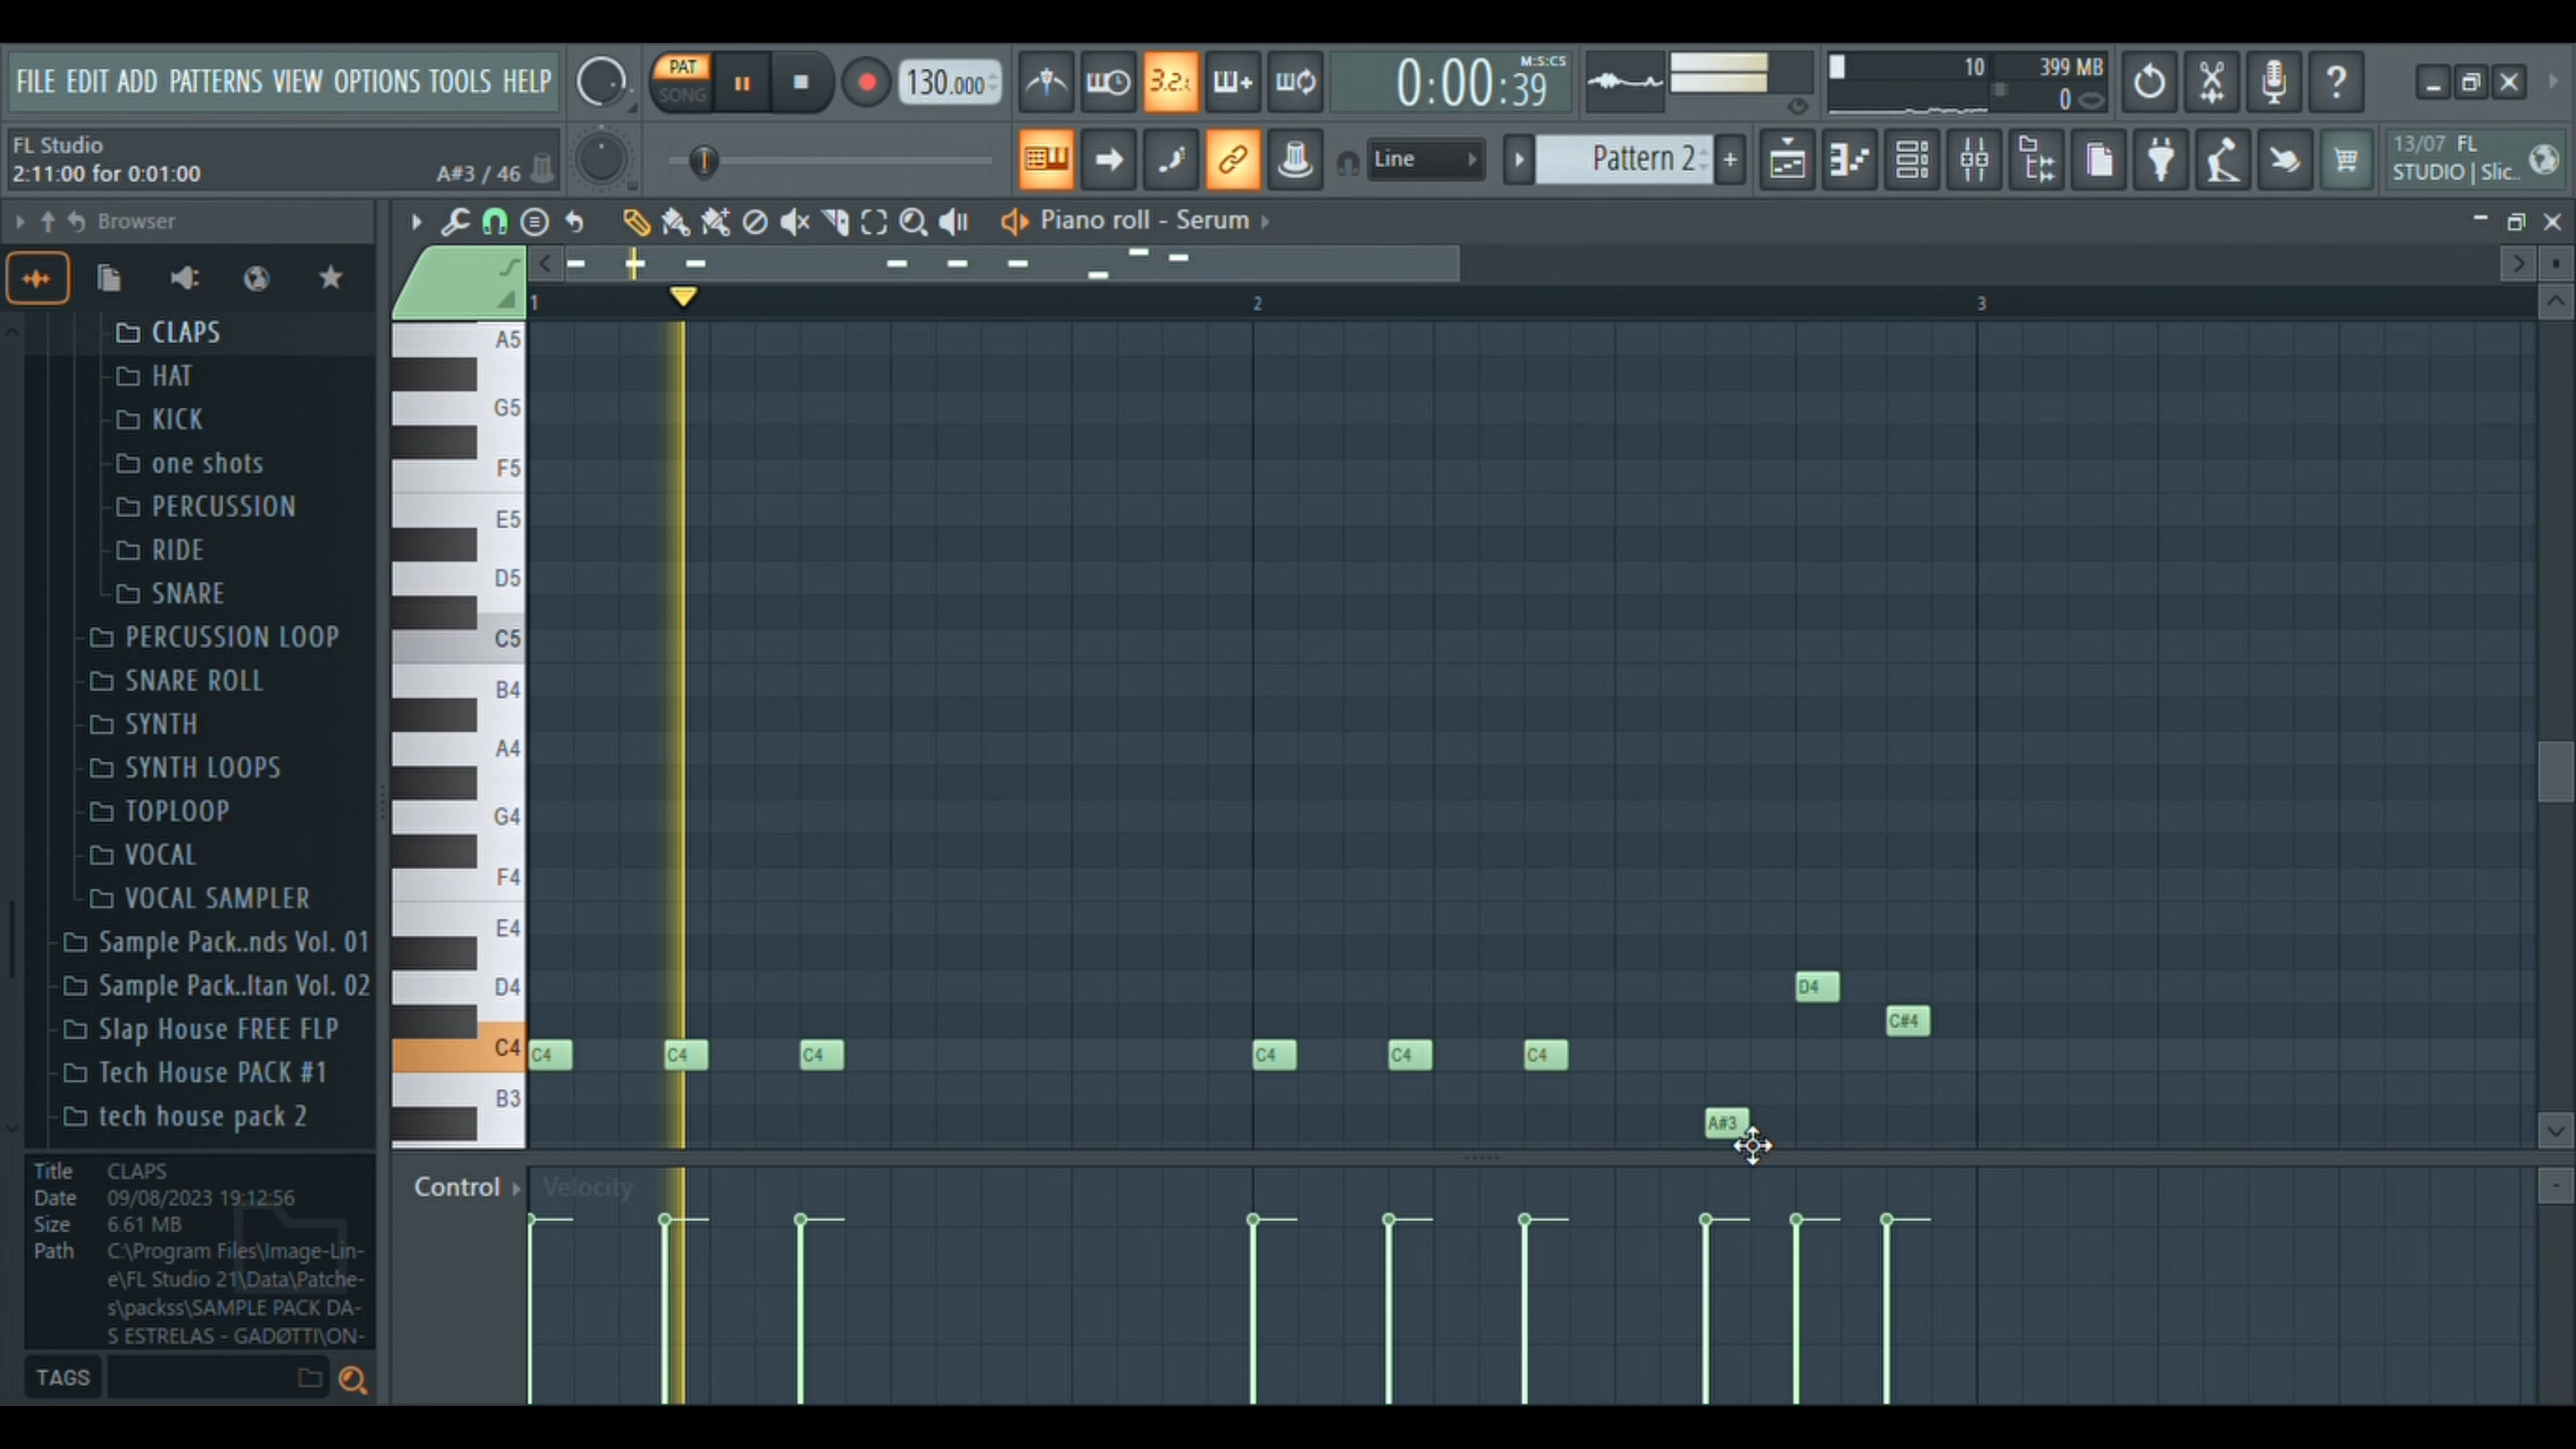 FILE EDIT ADD PATTERNS VIEW OPTIONS TOOLS HELP
PAT
SONG
130.000
3.2.
0:00:39
M:S:CS
10
399 MB
0
FL Studio
2:11:00 for 0:01:00
A#3 / 46
Line
Pattern 2
13/07 FL
STUDIO | Slic..
Browser
Piano roll - Serum
1
2
3
CLAPS
HAT
KICK
one shots
PERCUSSION
RIDE
SNARE
PERCUSSION LOOP
SNARE ROLL
SYNTH
SYNTH LOOPS
TOPLOOP
VOCAL
VOCAL SAMPLER
Sample Pack..nds Vol. 01
Sample Pack..ltan Vol. 02
Slap House FREE FLP
Tech House PACK #1
tech house pack 2
A5
G5
F5
E5
D5
C5
B4
A4
G4
F4
E4
D4
C4
B3
D4
C#4
C4
C4
C4
C4
C4
C4
A#3
Title CLAPS
Date 09/08/2023 19:12:56
Size 6.61 MB
Path C:\Program Files\Image-Lin-
e\FL Studio 21\Data\Patche-
s\packss\SAMPLE PACK DA-
S ESTRELAS - GADØTTI\ON-
TAGS
Control
Velocity